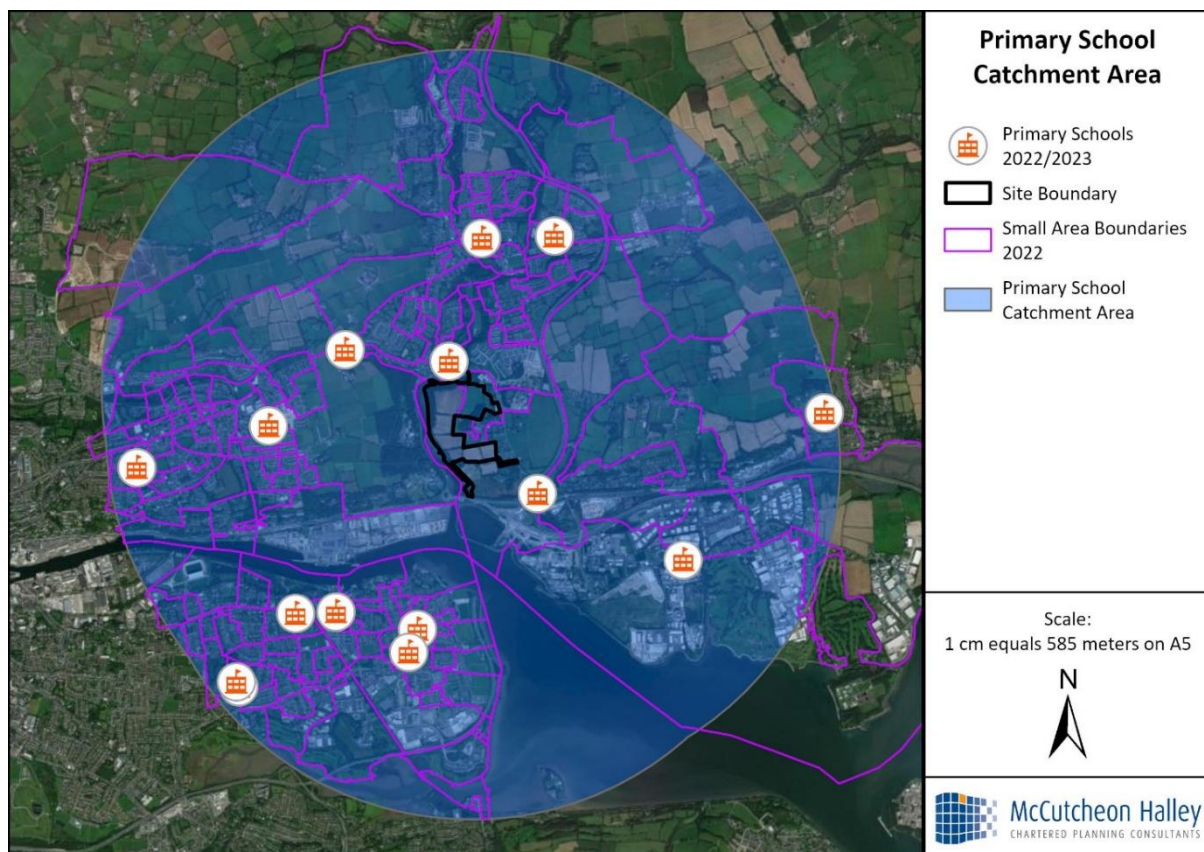 Primary School
Catchment Area
Primary Schools
2022/2023
Site Boundary
Small Area Boundaries
2022
Primary School
Catchment Area
Scale:
1 cm equals 585 meters on A5
N
McCutcheon Halley
CHARTERED PLANNING CONSULTANTS